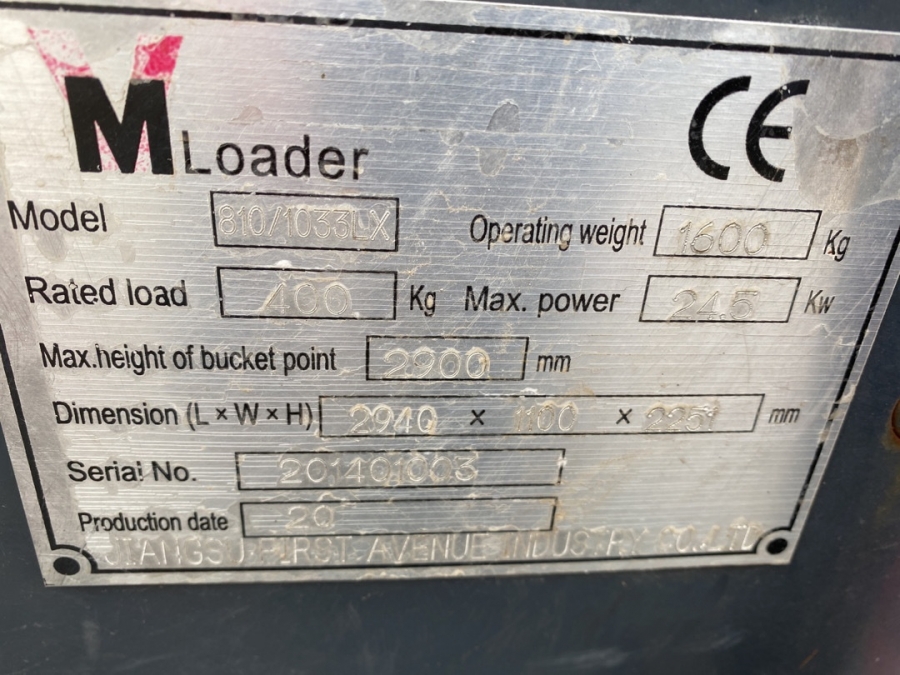 M Loader CE
Model 810/1033LX Operating weight 1600 Kg
Rated load 400 Kg Max. power 24.5 Kw
Max.height of bucket point 2900 mm
Dimension (L × W × H) 2940 × 1100 × mm
Serial No. 201401003
Production date 20
JIANGSU FIRST AVENUE INDUSTRY CO.,LTD